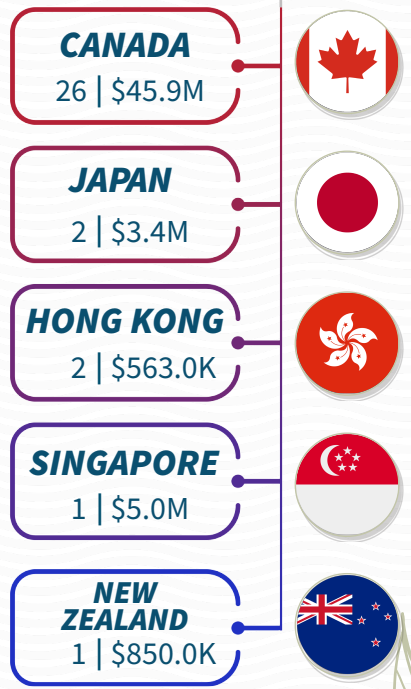 CANADA
26 | $45.9M
JAPAN
2 | $3.4M
HONG KONG
2 | $563.0K
SINGAPORE
1 | $5.0M
NEW
ZEALAND
1 | $850.0K